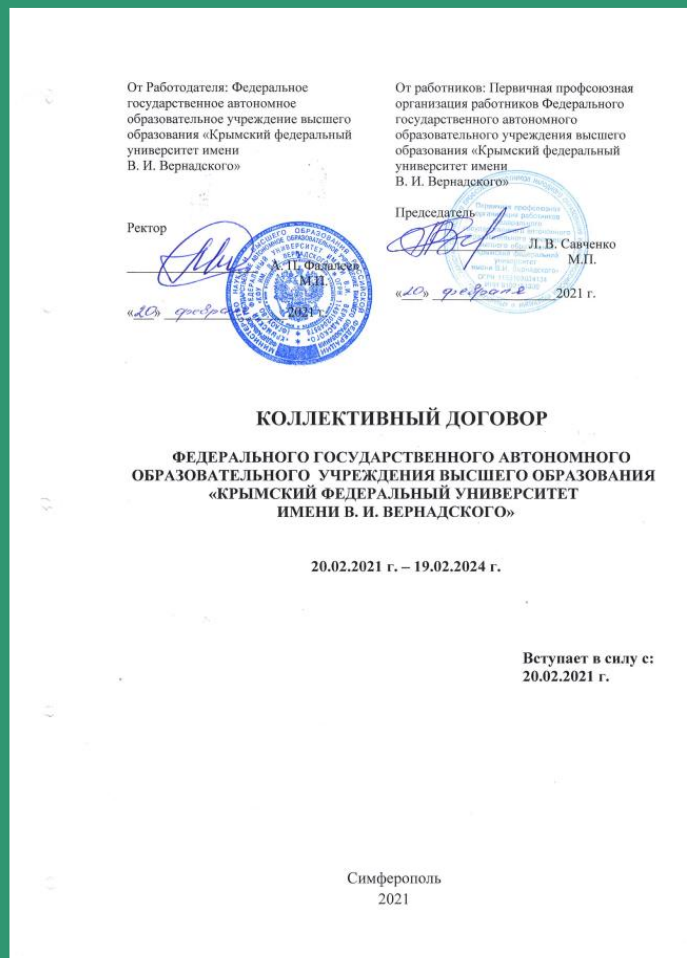 От Работодателя: Федеральное
государственное автономное
образовательное учреждение высшего
образования «Крымский федеральный
университет имени
В. И. Вернадского»
Ректор
А. П. Фалалеев
М.П.
«20» февраля 2021 г.
От работников: Первичная профсоюзная
организация работников Федерального
государственного автономного
образовательного учреждения высшего
образования «Крымский федеральный
университет имени
В. И. Вернадского»
Председатель
Л. В. Савченко
М.П.
«20» февраля 2021 г.
КОЛЛЕКТИВНЫЙ ДОГОВОР
ФЕДЕРАЛЬНОГО ГОСУДАРСТВЕННОГО АВТОНОМНОГО
ОБРАЗОВАТЕЛЬНОГО УЧРЕЖДЕНИЯ ВЫСШЕГО ОБРАЗОВАНИЯ
«КРЫМСКИЙ ФЕДЕРАЛЬНЫЙ УНИВЕРСИТЕТ
ИМЕНИ В. И. ВЕРНАДСКОГО»
20.02.2021 г. – 19.02.2024 г.
Вступает в силу с:
20.02.2021 г.
Симферополь
2021